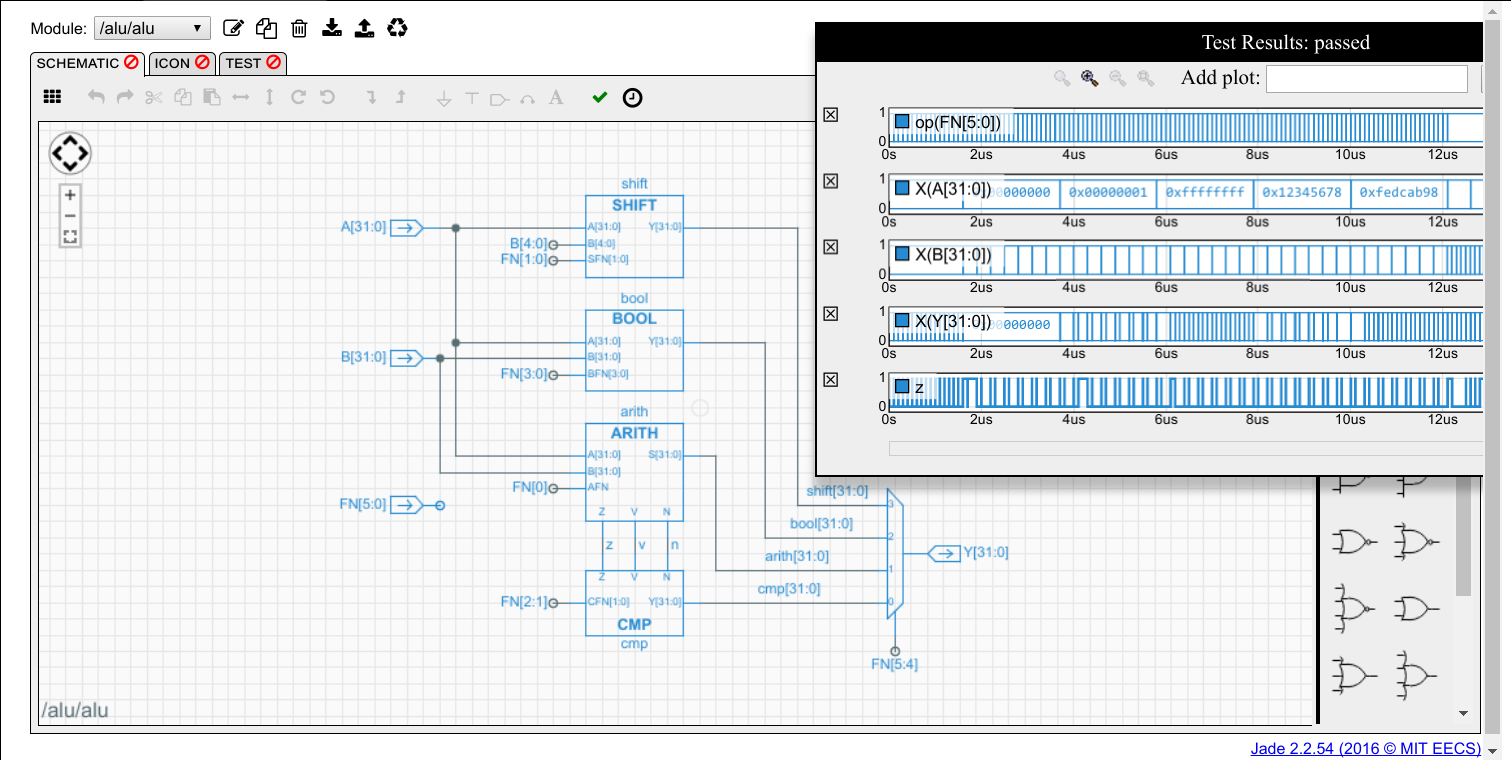 Module: /alu/alu
SCHEMATIC ICON TEST
A
Test Results: passed
Add plot:
1
op(FN[5:0])
0
0s 2us 4us 6us 8us 10us 12us
1
X(A[31:0]) 00000000 0x00000001 0xffffffff 0x12345678 0xfedcab98
0
0s 2us 4us 6us 8us 10us 12us
1
X(B[31:0])
0
0s 2us 4us 6us 8us 10us 12us
1
X(Y[31:0]) 00000000
0
0s 2us 4us 6us 8us 10us 12us
1
z
0
0s 2us 4us 6us 8us 10us 12us
shift
SHIFT
A[31:0] A[31:0] Y[31:0]
B[4:0] B[4:0]
FN[1:0] SFN[1:0]
bool
BOOL
A[31:0] Y[31:0]
B[31:0] B[31:0]
FN[3:0] BFN[3:0]
arith
ARITH
A[31:0] S[31:0]
B[31:0]
FN[0] AFN
FN[5:0]
Z V N
z v n
Z V N
FN[2:1] CFN[1:0] Y[31:0]
CMP
cmp
shift[31:0] 3
bool[31:0] 2
arith[31:0] 1
cmp[31:0] 0
Y[31:0]
FN[5:4]
/alu/alu
Jade 2.2.54 (2016 © MIT EECS)